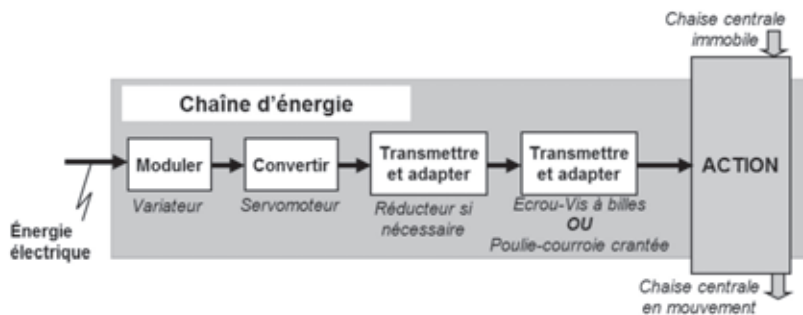 Chaise centrale
immobile
Chaîne d'énergie
Moduler
Convertir
Transmettre
et adapter
Transmettre
et adapter
ACTION
Variateur
Servomoteur
Réducteur si
nécessaire
Écrou-Vis à billes
OU
Poulie-courroie crantée
Énergie
électrique
Chaise centrale
en mouvement